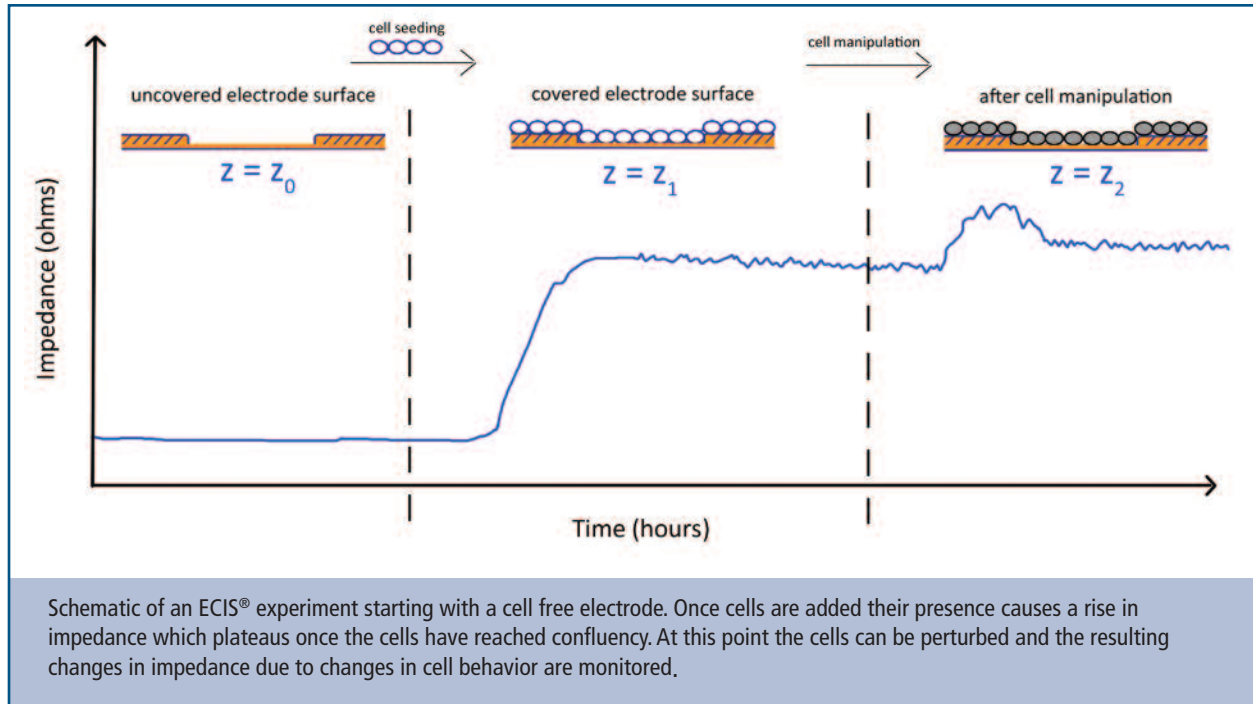 cell seeding
cell manipulation
uncovered electrode surface
covered electrode surface
after cell manipulation
z = z0
z = z1
z = z2
Impedance (ohms)
Time (hours)
Schematic of an ECIS® experiment starting with a cell free electrode. Once cells are added their presence causes a rise in
impedance which plateaus once the cells have reached confluency. At this point the cells can be perturbed and the resulting
changes in impedance due to changes in cell behavior are monitored.